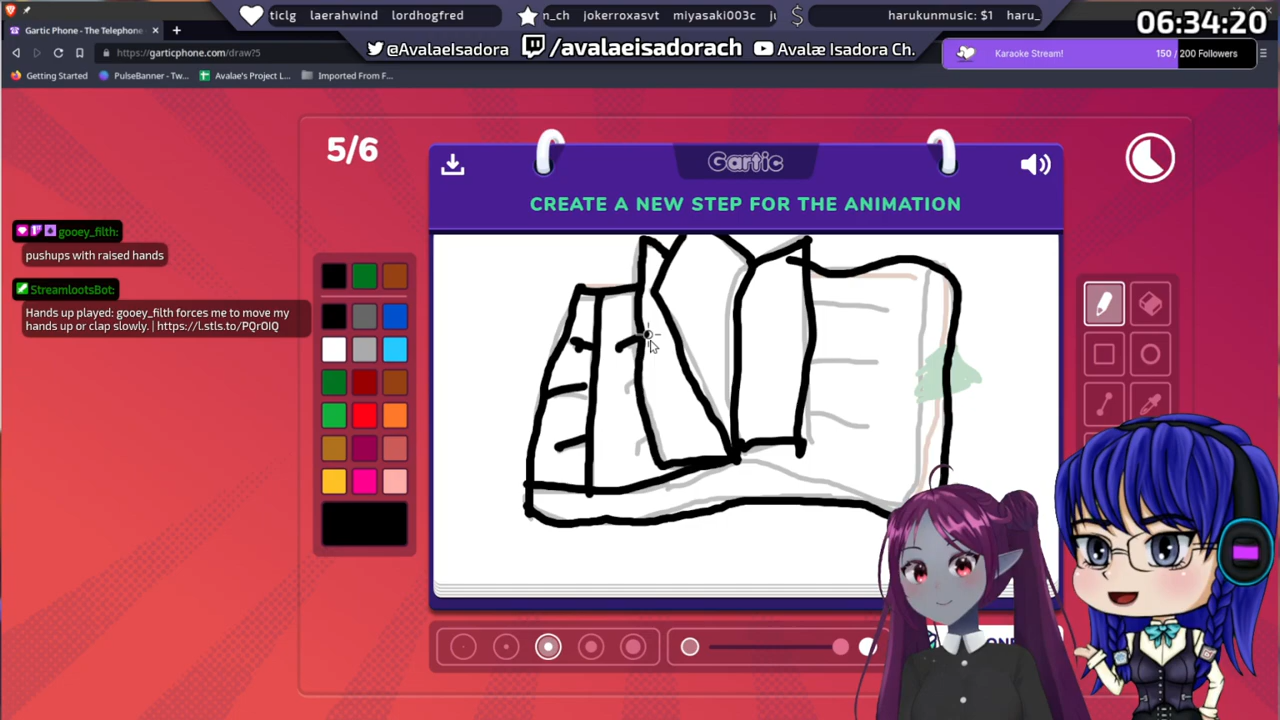 ticlg laerahwind lordhogfred
n_ch jokerroxasvt miyasaki003c
$ harukunmusic: $1 haru_
06:34:20
Gartic Phone - The Telephone
@AvalaeIsadora /avalaeisadorach Avalæ Isadora Ch.
Karaoke Stream! 150 / 200 Followers
https://garticphone.com/draw?5
Getting Started PulseBanner - Tw... Avalae's Project L... Imported From F...
5/6
Gartic
CREATE A NEW STEP FOR THE ANIMATION
gooey_filth:
pushups with raised hands
StreamlootsBot:
Hands up played: gooey_filth forces me to move my
hands up or clap slowly. | https://l.stls.to/PQrOIQ